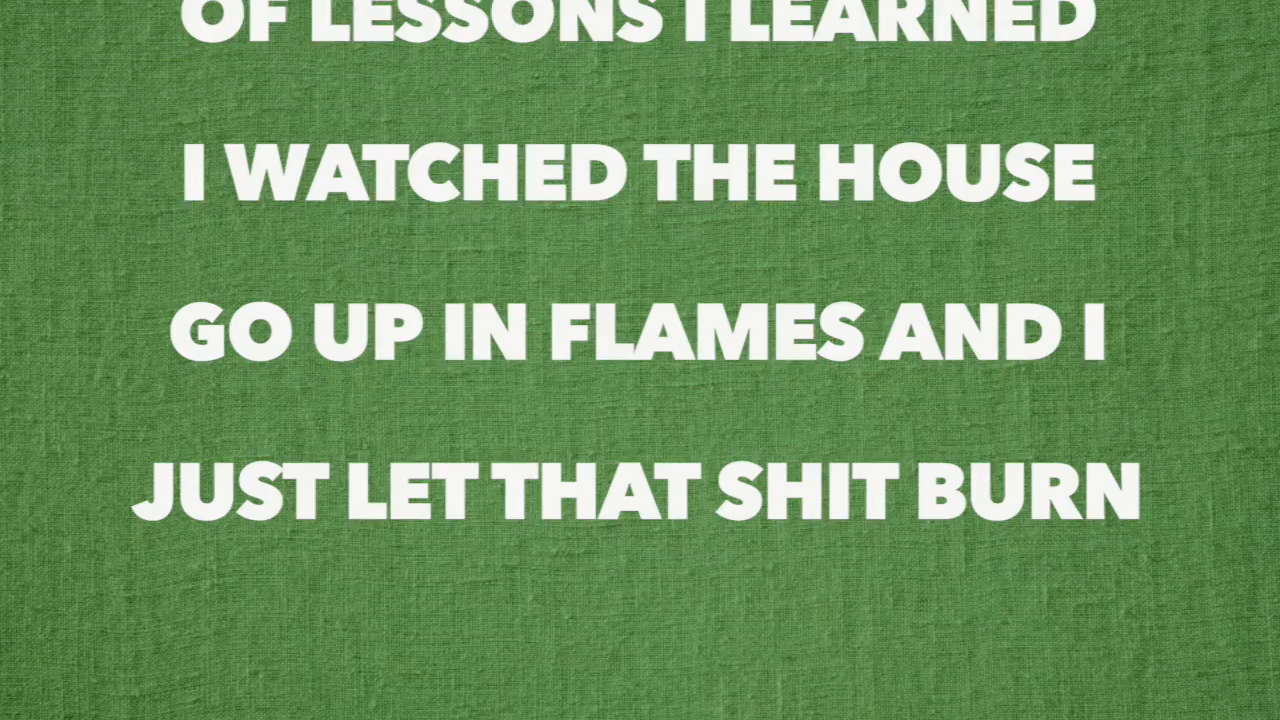 OF LESSONS I LEARNED
I WATCHED THE HOUSE
GO UP IN FLAMES AND I
JUST LET THAT SHIT BURN